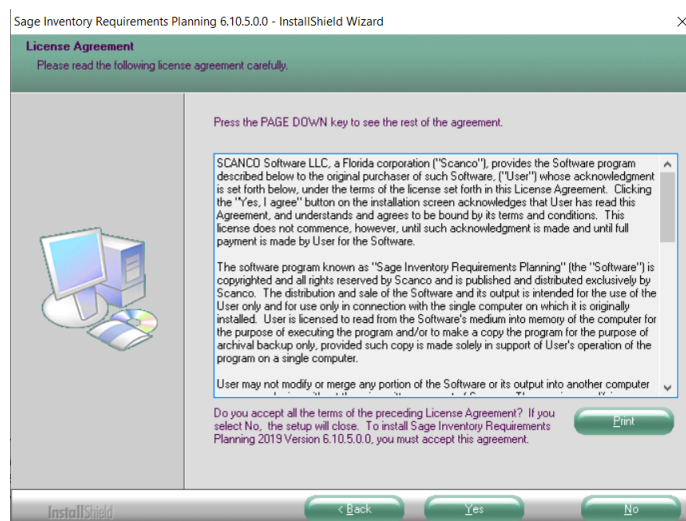 Sage Inventory Requirements Planning 6.10.5.0.0 - InstallShield Wizard
License Agreement
Please read the following license agreement carefully.
Press the PAGE DOWN key to see the rest of the agreement.
SCANCO Software LLC, a Florida corporation ("Scanco"), provides the Software program
described below to the original purchaser of such Software, ("User") whose acknowledgment
is set forth below, under the terms of the license set forth in this License Agreement.  Clicking
the "Yes, I agree" button on the installation screen acknowledges that User has read this
Agreement, and understands and agrees to be bound by its terms and conditions.  This
license does not commence, however, until such acknowledgment is made and until full
payment is made by User for the Software.
The software program known as "Sage Inventory Requirements Planning" (the "Software") is
copyrighted and all rights reserved by Scanco and is published and distributed exclusively by
Scanco.  The distribution and sale of the Software and its output is intended for the use of the
User only and for use only in connection with the single computer on which it is originally
installed.  User is licensed to read from the Software's medium into memory of the computer for
the purpose of executing the program and/or to make a copy the program for the purpose of
archival backup only, provided such copy is made solely in support of User's operation of the
program on a single computer.
User may not modify or merge any portion of the Software or its output into another computer
Do you accept all the terms of the preceding License Agreement?  If you
select No,  the setup will close.  To install Sage Inventory Requirements
Planning 2019 Version 6.10.5.0.0, you must accept this agreement.
Print
InstallShield
< Back
Yes
No